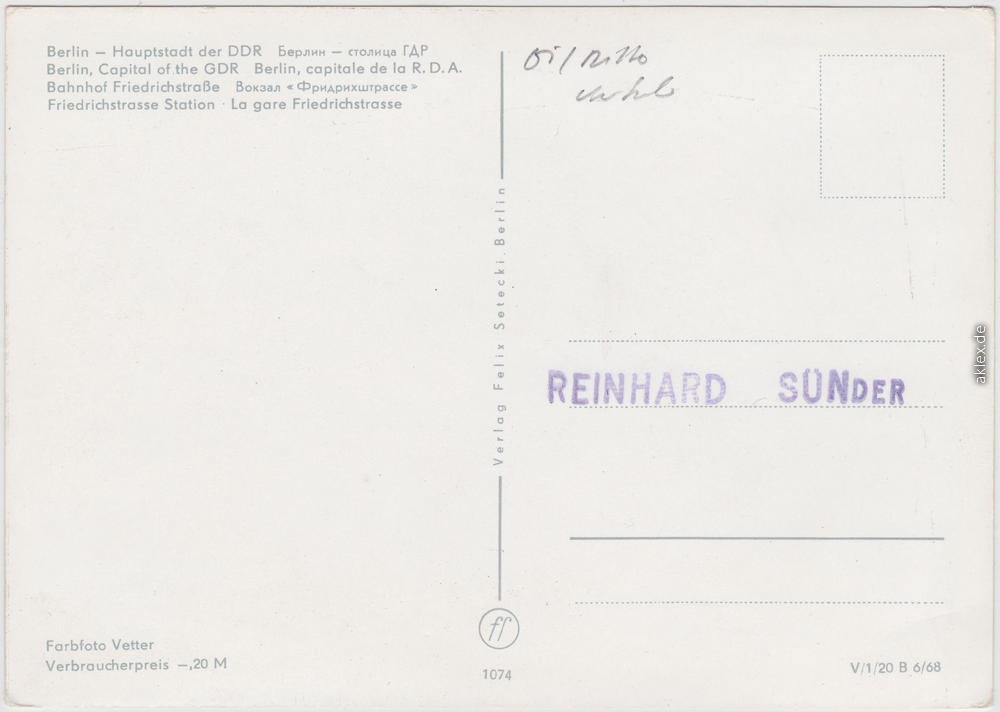 Berlin – Hauptstadt der DDR Берлин – столица ГДР
Berlin, Capital of the GDR Berlin, capitale de la R.D.A.
Bahnhof Friedrichstraße Вокзал «Фридрихштрассе»
Friedrichstrasse Station · La gare Friedrichstrasse
Verlag Felix Setecki, Berlin
REINHARD SÜNDER
Farbfoto Vetter
Verbraucherpreis –,20 M
ff
1074
V/1/20 B 6/68
aklex.de